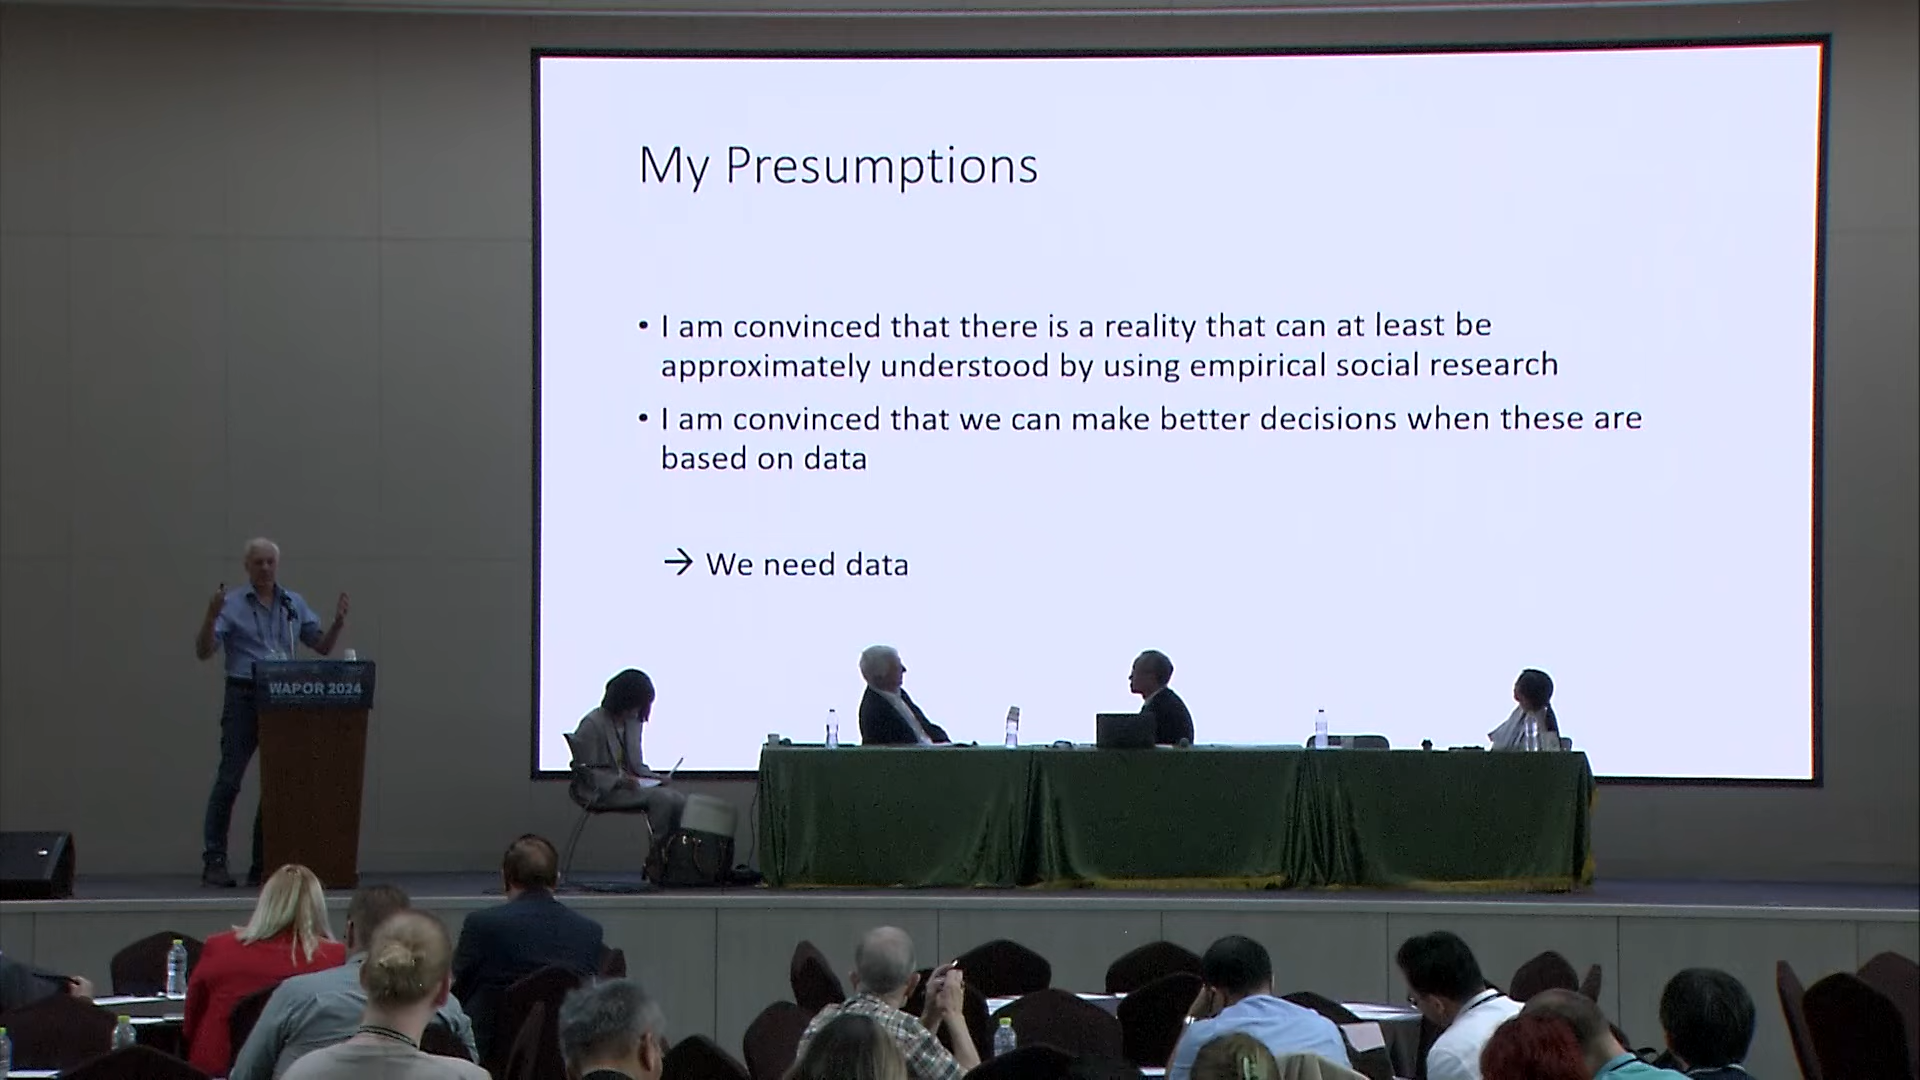 My Presumptions
• I am convinced that there is a reality that can at least be
approximately understood by using empirical social research
• I am convinced that we can make better decisions when these are
based on data
→ We need data
WAPOR 2024